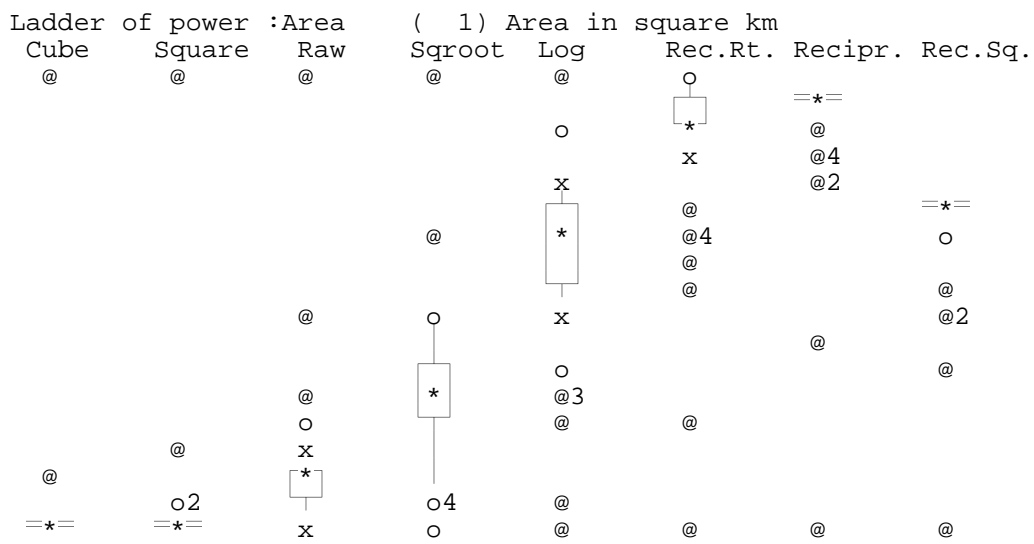 Ladder of power :Area ( 1) Area in square km
Cube Square Raw Sqroot Log Rec.Rt. Recipr. Rec.Sq.
@ @ @ @ @ o
=*=
o * @
x @4
x @2
@ =*=
@ * @4 o
@
@ @
@ o x @2
@
o @
@ * @3
o @ @
@ x
@ *
o2 o4 @
=*= =*= x o @ @ @ @